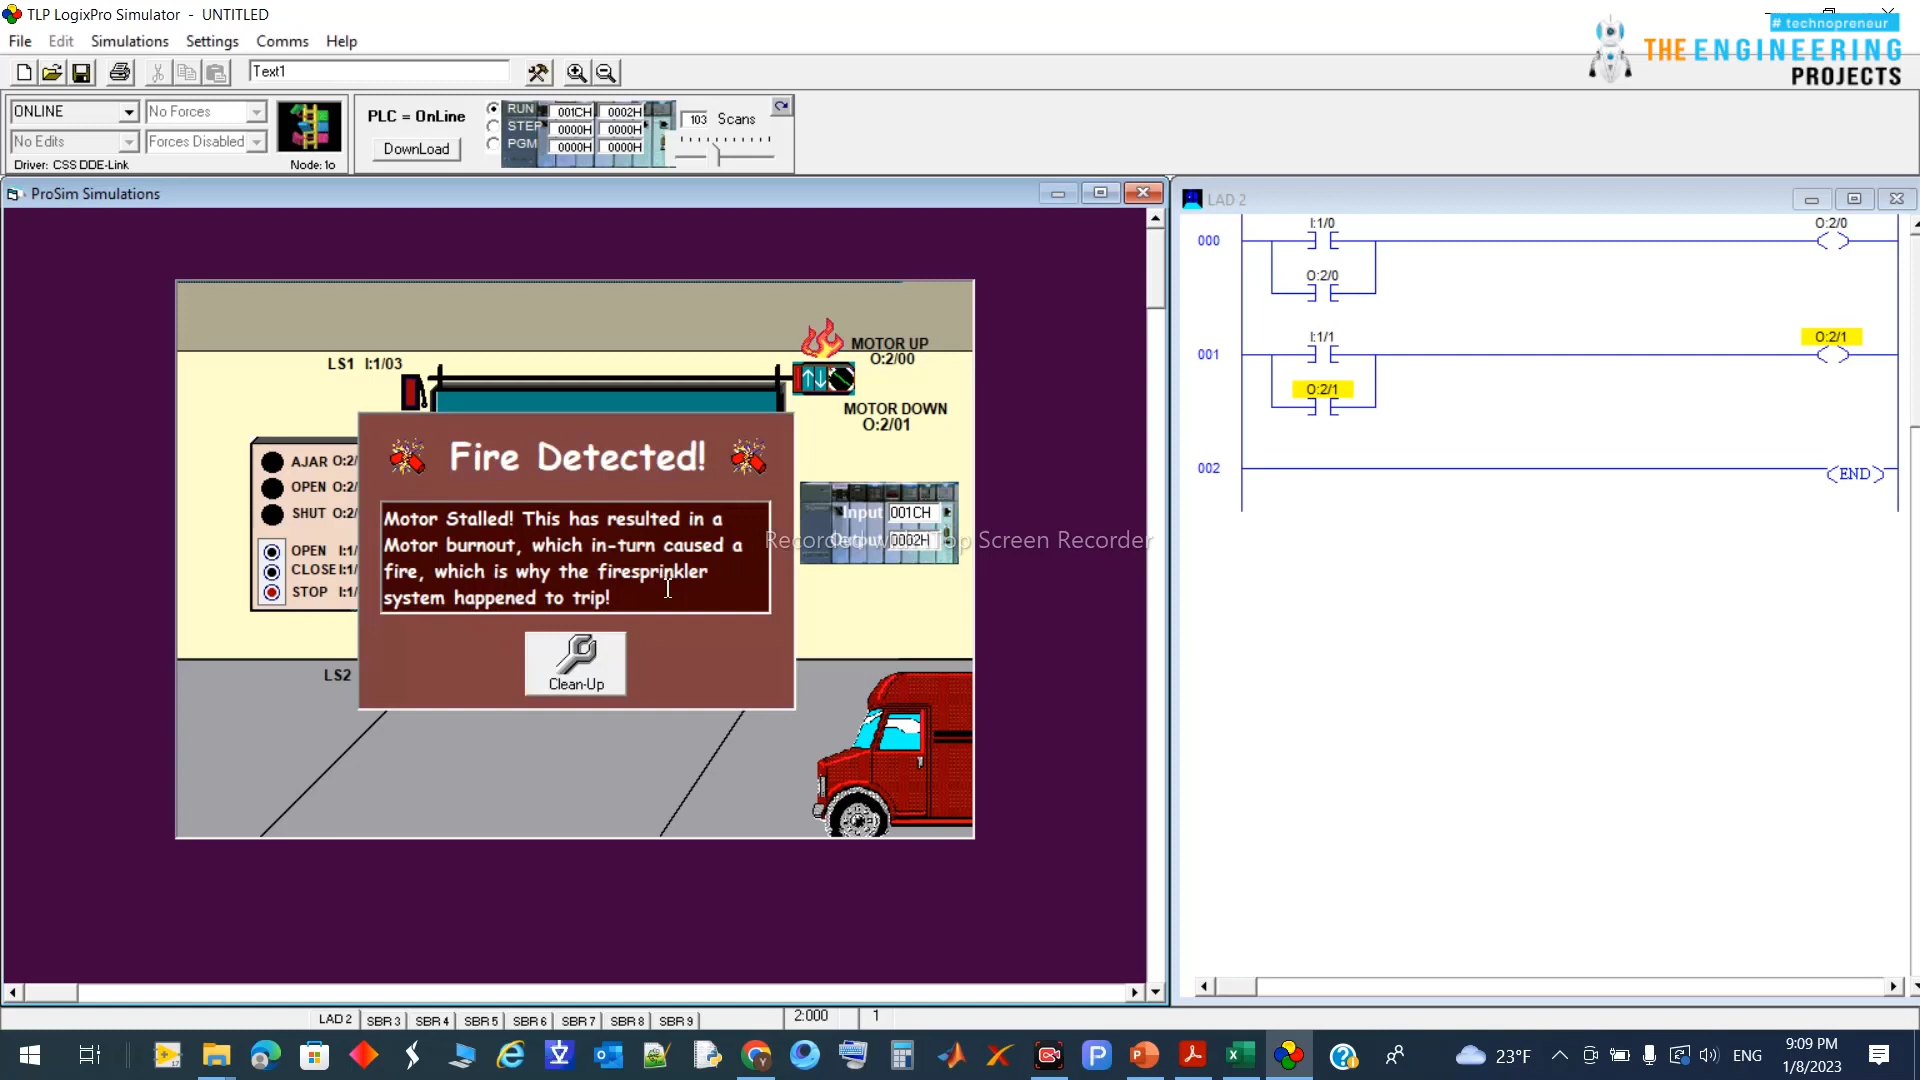 TLP LogixPro Simulator - UNTITLED
# technopreneur
THE ENGINEERING
PROJECTS
File Edit Simulations Settings Comms Help
Text1
ONLINE
No Forces
No Edits
Forces Disabled
Driver: CSS DDE-Link
Node: 1o
PLC = OnLine
DownLoad
RUN
STEP
PGM
001CH 0002H
0000H 0000H
0000H 0000H
103 Scans
ProSim Simulations
LAD 2
LS1 I:1/03
MOTOR UP
O:2/00
MOTOR DOWN
O:2/01
AJAR O:2/
OPEN O:2/
SHUT O:2/
OPEN I:1/
CLOSE I:1/
STOP I:1/
LS2
Fire Detected!
Motor Stalled! This has resulted in a
Motor burnout, which in-turn caused a
fire, which is why the firesprinkler
system happened to trip!
Clean-Up
Input 001CH
Output 0002H
000
I:1/0
O:2/0
O:2/0
001
I:1/1
O:2/1
O:2/1
002
END
LAD 2 SBR 3 SBR 4 SBR 5 SBR 6 SBR 7 SBR 8 SBR 9
2:000 1
23°F
ENG
9:09 PM
1/8/2023